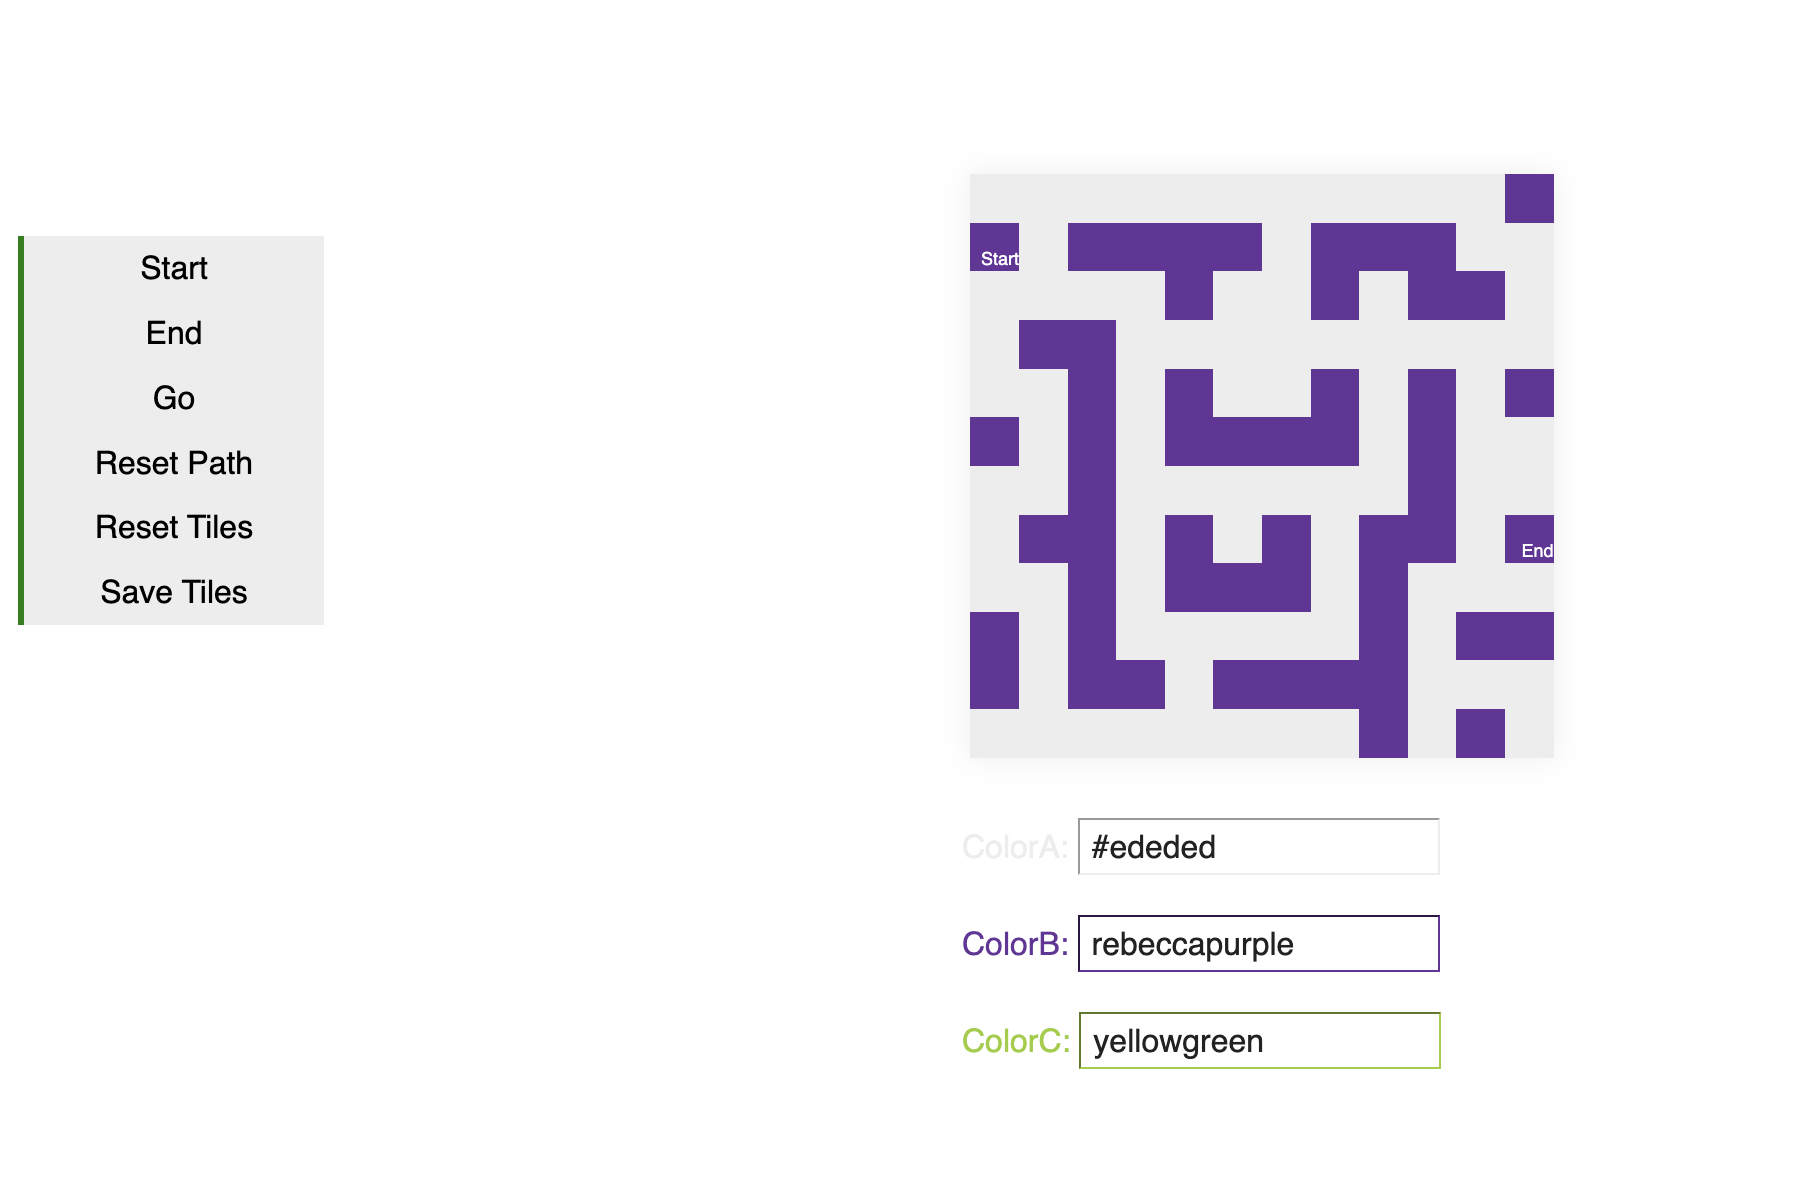 Start
End
Go
Reset Path
Reset Tiles
Save Tiles
Start
End
ColorA: #ededed
ColorB: rebeccapurple
ColorC: yellowgreen